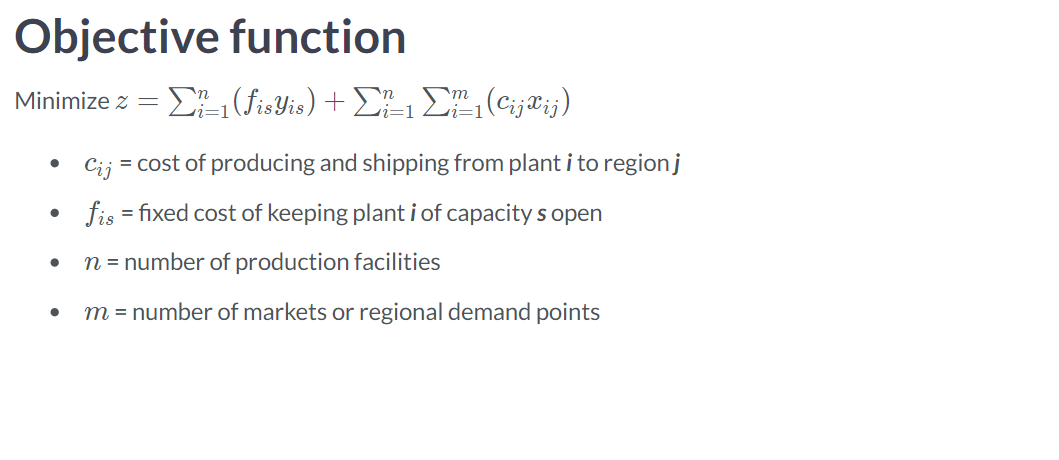 Objective function
Minimize $z = \sum_{i=1}^{n}(f_{is}y_{is}) + \sum_{i=1}^{n}\sum_{i=1}^{m}(c_{ij}x_{ij})$
• $c_{ij}$ = cost of producing and shipping from plant i to region j
• $f_{is}$ = fixed cost of keeping plant i of capacity s open
• $n$ = number of production facilities
• $m$ = number of markets or regional demand points